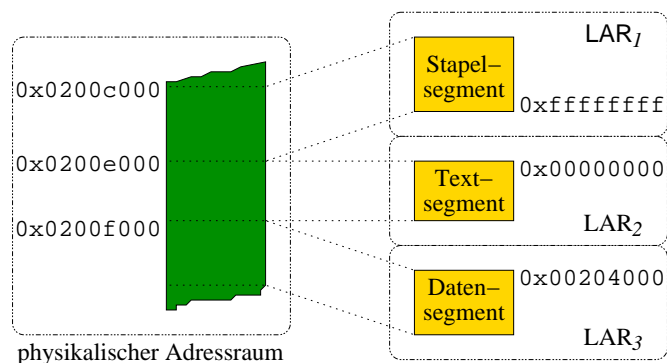 0x0200c000
0x0200e000
0x0200f000
physikalischer Adressraum
LAR1
Stapel–
segment
0xffffffff
Text–
segment
0x00000000
LAR2
Daten–
segment
0x00204000
LAR3